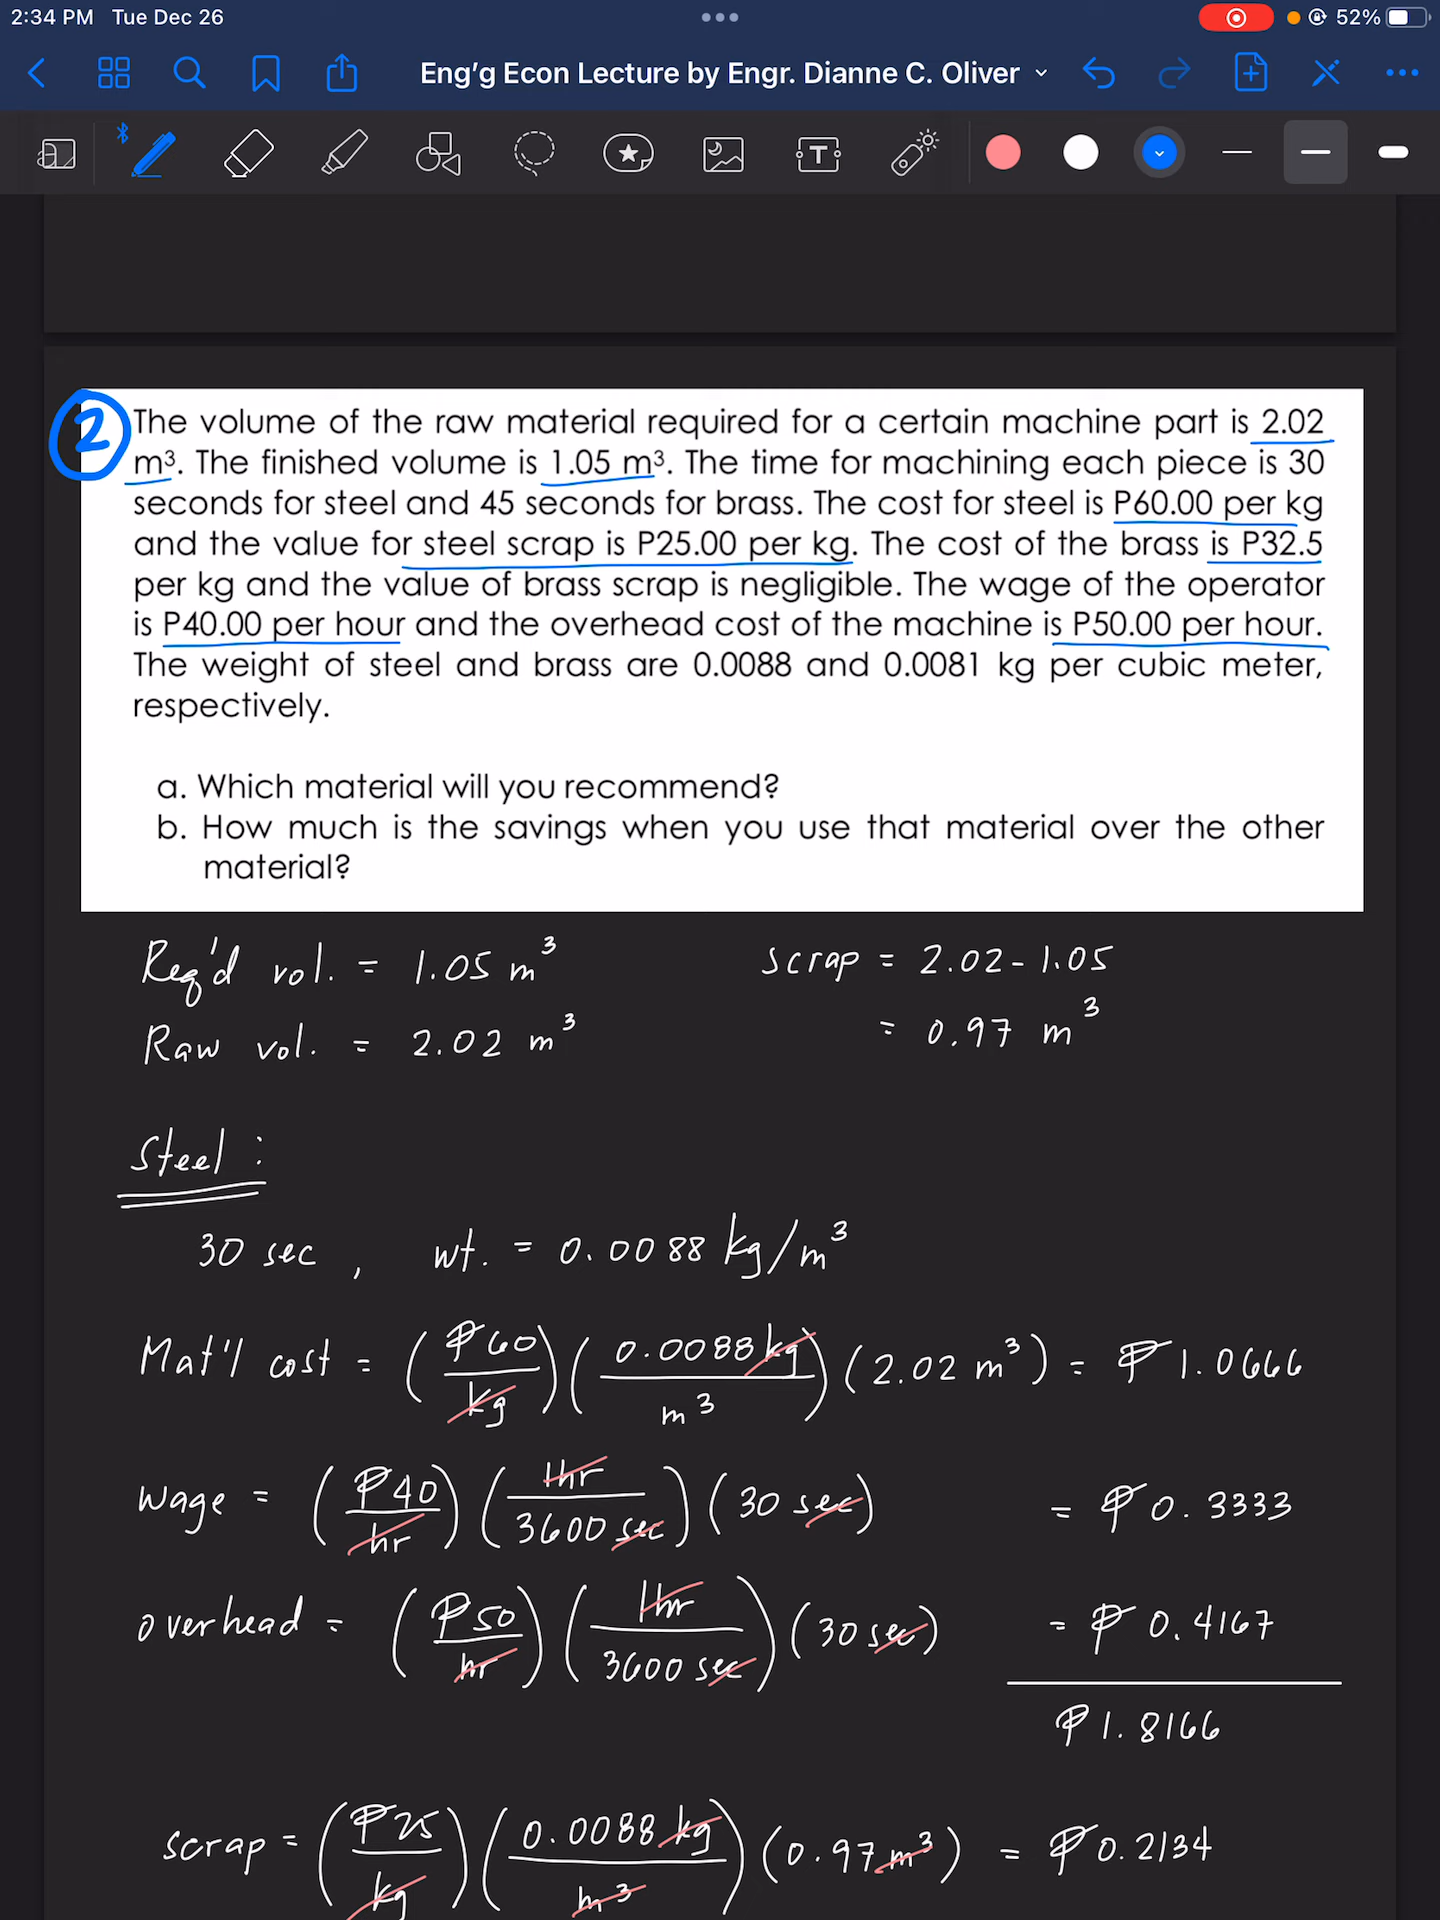 2:34 PM Tue Dec 26
52%
Eng'g Econ Lecture by Engr. Dianne C. Oliver
2
The volume of the raw material required for a certain machine part is 2.02
m³. The finished volume is 1.05 m³. The time for machining each piece is 30
seconds for steel and 45 seconds for brass. The cost for steel is P60.00 per kg
and the value for steel scrap is P25.00 per kg. The cost of the brass is P32.5
per kg and the value of brass scrap is negligible. The wage of the operator
is P40.00 per hour and the overhead cost of the machine is P50.00 per hour.
The weight of steel and brass are 0.0088 and 0.0081 kg per cubic meter,
respectively.
a. Which material will you recommend?
b. How much is the savings when you use that material over the other
material?
Req'd vol. = 1.05 m³
scrap = 2.02 - 1.05
Raw vol. = 2.02 m³
= 0.97 m³
Steel :
30 sec , wt. = 0.0088 kg/m³
Mat'l cost = (₱60/kg)(0.0088 kg/m³)(2.02 m³) = ₱1.0666
wage = (₱40/hr)(1hr/3600 sec)(30 sec) = ₱0.3333
overhead = (₱50/hr)(1hr/3600 sec)(30 sec) = ₱0.4167
₱1.8166
scrap = (₱25/kg)(0.0088 kg/m³)(0.97 m³) = ₱0.2134